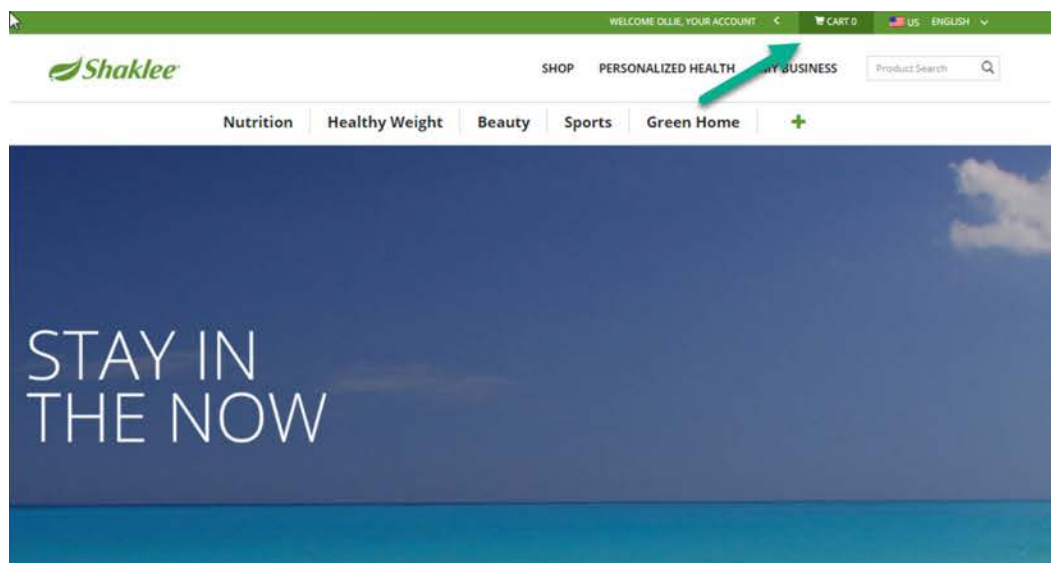 WELCOME OLLIE, YOUR ACCOUNT CART 0 US ENGLISH
Shaklee
SHOP PERSONALIZED HEALTH MY BUSINESS Product Search
Nutrition Healthy Weight Beauty Sports Green Home +
STAY IN
THE NOW